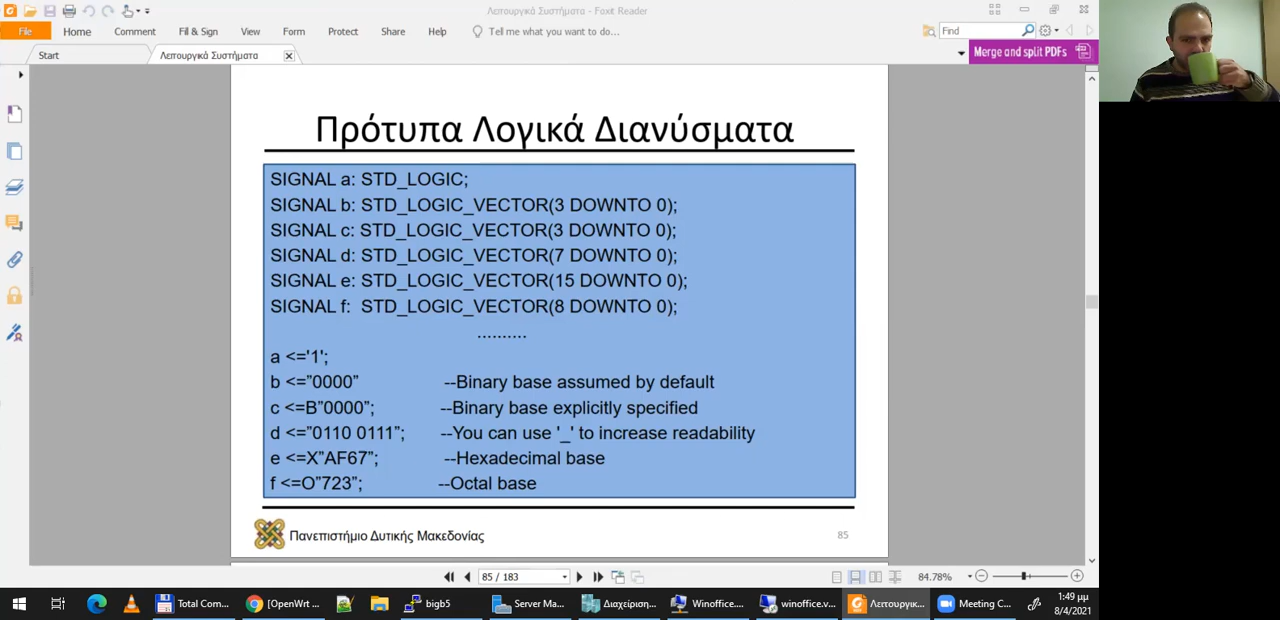 Λειτουργικά Συστήματα - Foxit Reader
File Home Comment Fill & Sign View Form Protect Share Help Tell me what you want to do... Find
Start Λειτουργικά Συστήματα Merge and split PDFs
Πρότυπα Λογικά Διανύσματα
SIGNAL a: STD_LOGIC;
SIGNAL b: STD_LOGIC_VECTOR(3 DOWNTO 0);
SIGNAL c: STD_LOGIC_VECTOR(3 DOWNTO 0);
SIGNAL d: STD_LOGIC_VECTOR(7 DOWNTO 0);
SIGNAL e: STD_LOGIC_VECTOR(15 DOWNTO 0);
SIGNAL f: STD_LOGIC_VECTOR(8 DOWNTO 0);
..........
a <='1';
b <=”0000” --Binary base assumed by default
c <=B”0000”; --Binary base explicitly specified
d <=”0110 0111”; --You can use '_' to increase readability
e <=X”AF67”; --Hexadecimal base
f <=O”723”; --Octal base
Πανεπιστήμιο Δυτικής Μακεδονίας 85
85 / 183 84.78%
Total Com... [OpenWrt ... bigb5 Server Ma... Διαχείριση... Winoffice.... winoffice.v... Λειτουργικ... Meeting C... 1:49 μμ
8/4/2021